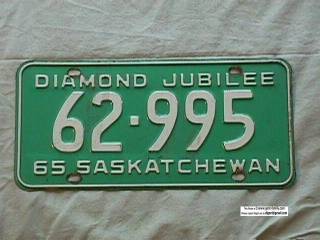 DIAMOND JUBILEE
62-995
65 SASKATCHEWAN